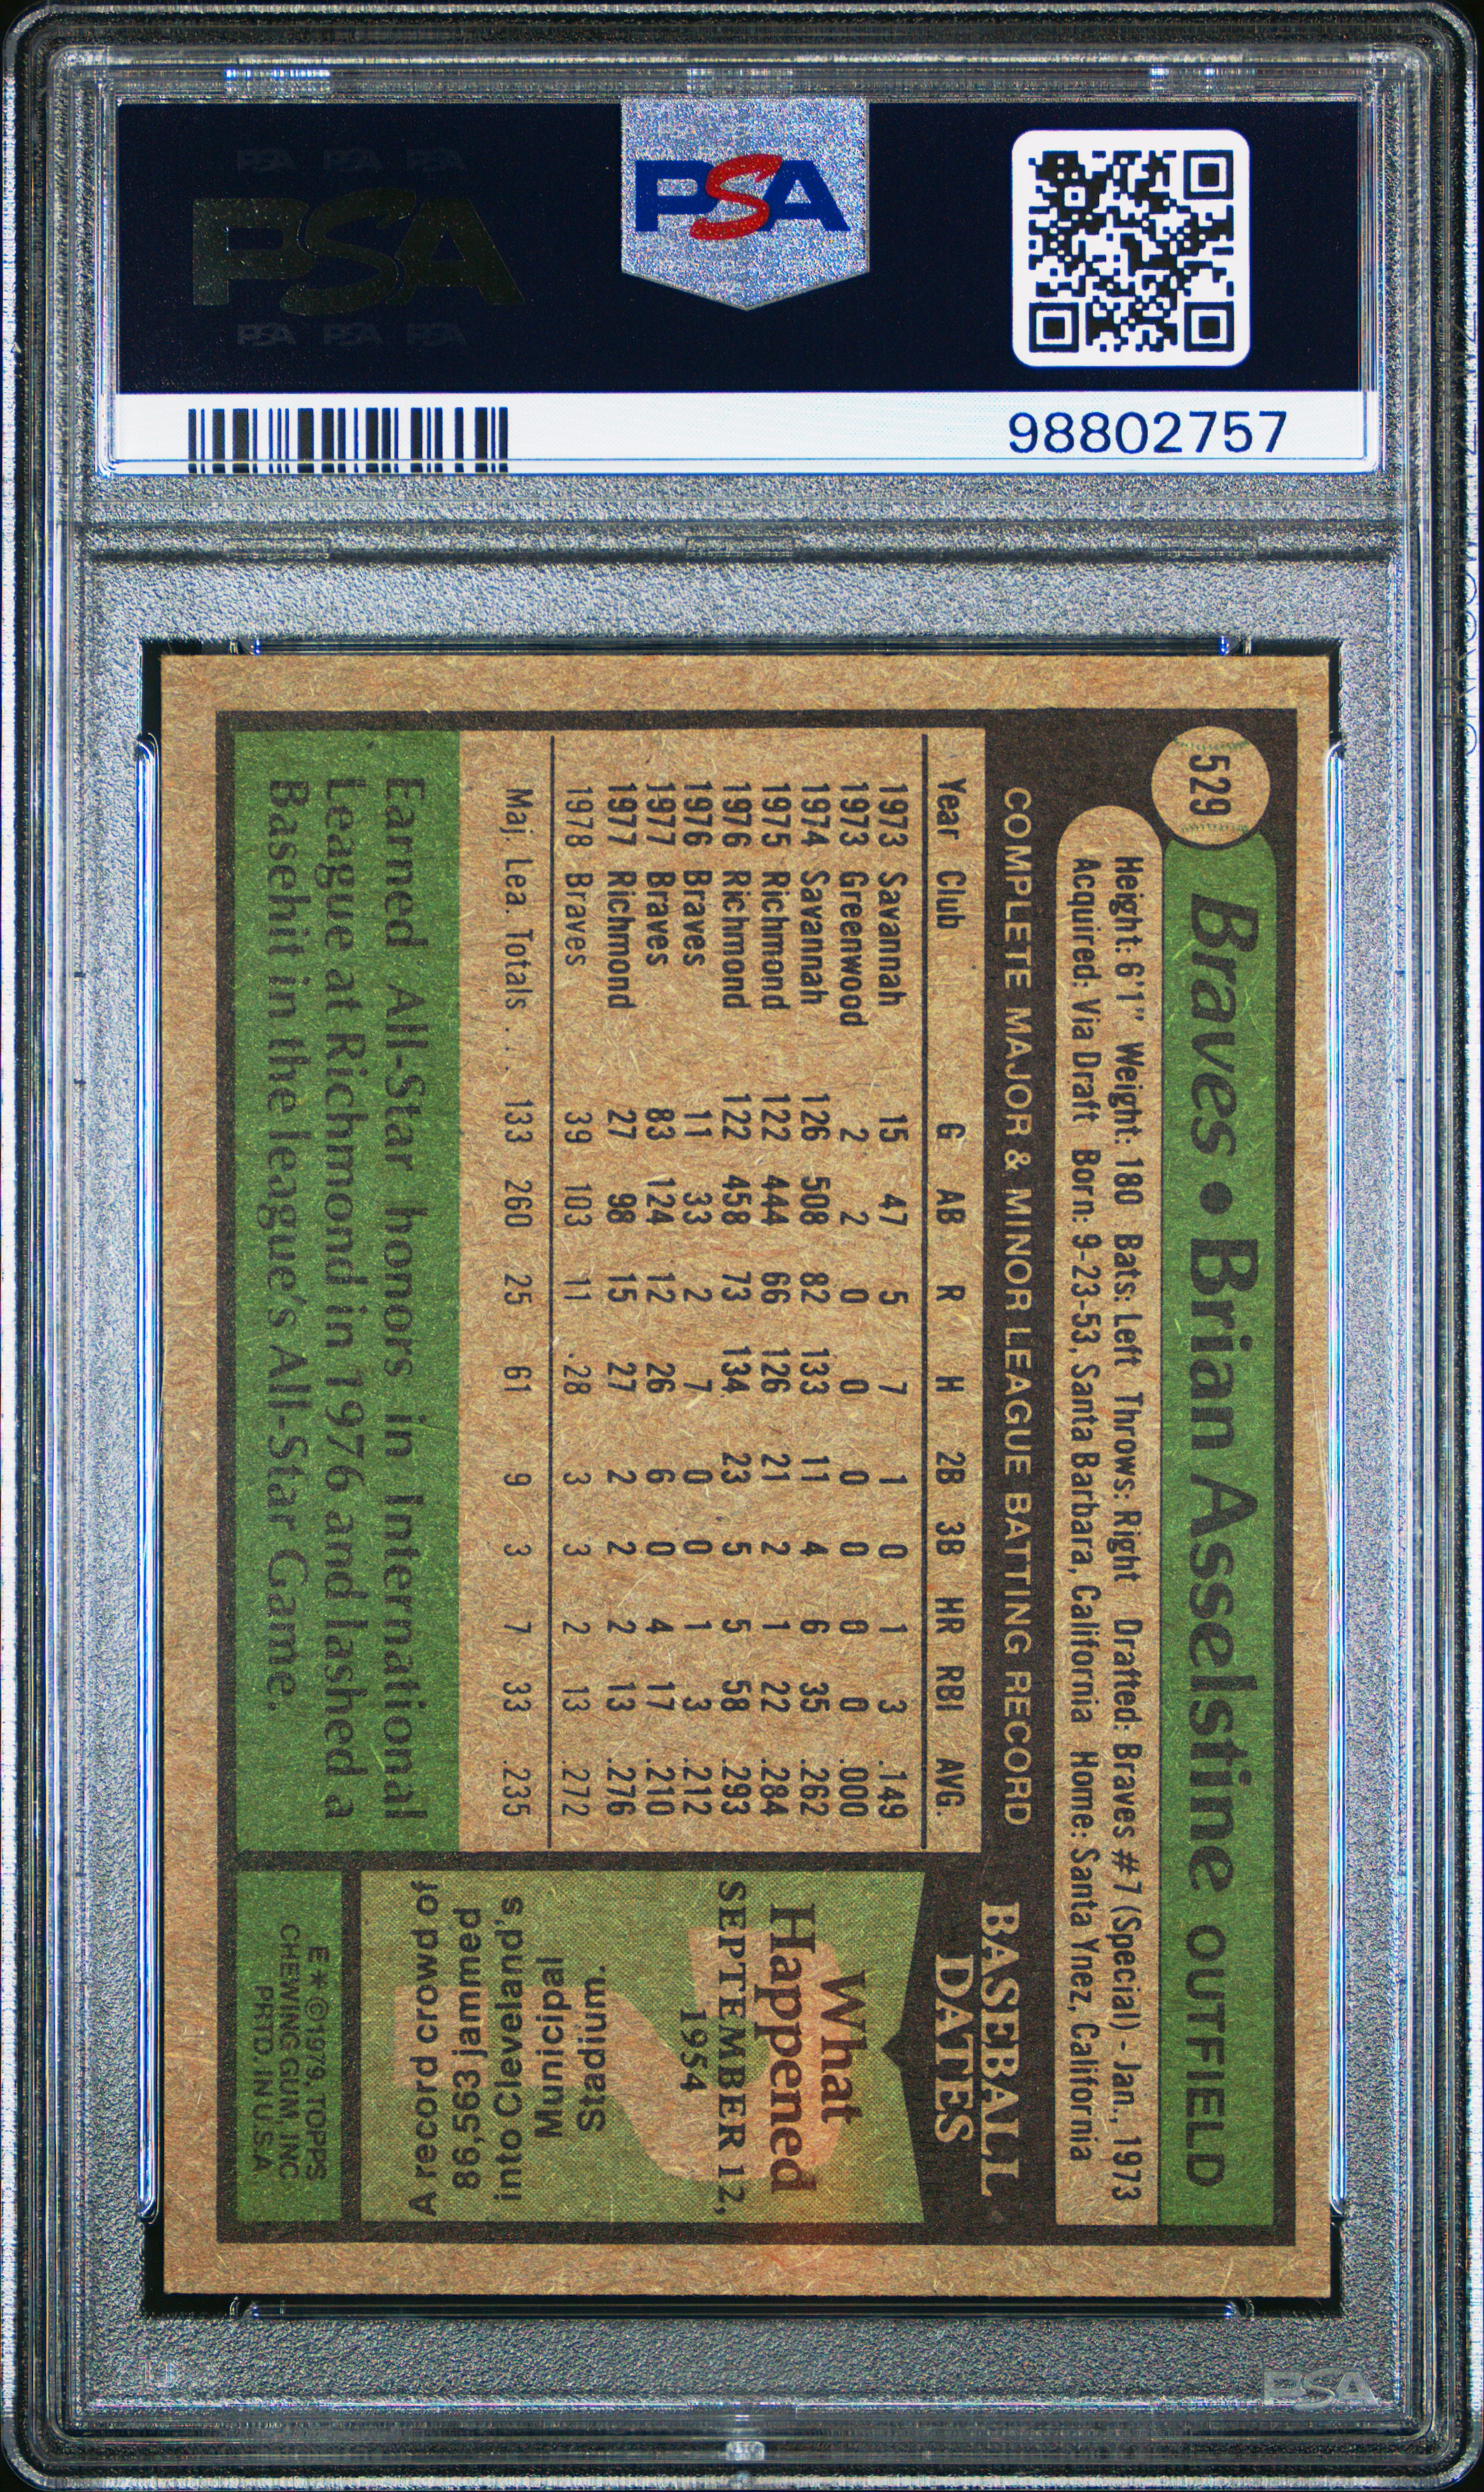 PSA PSA PSA
PSA
PSA PSA PSA
PSA
98802757
529
Braves • Brian Asselstine OUTFIELD
Height: 6'1" Weight: 180 Bats: Left Throws: Right Drafted: Braves #7 (Special) - Jan., 1973
Acquired: Via Draft Born: 9-23-53, Santa Barbara, California Home: Santa Ynez, California
COMPLETE MAJOR & MINOR LEAGUE BATTING RECORD
Year Club G AB R H 2B 3B HR RBI AVG.
1973 Savannah 15 47 5 7 1 0 1 3 .149
1973 Greenwood 2 2 0 0 0 0 0 0 .000
1974 Savannah 126 508 82 133 11 4 6 35 .262
1975 Richmond 122 444 66 126 21 2 1 22 .284
1976 Richmond 122 458 73 134 23 5 5 58 .293
1976 Braves 11 33 2 7 0 0 1 3 .212
1977 Braves 83 124 12 26 6 0 4 17 .210
1977 Richmond 27 98 15 27 2 2 2 13 .276
1978 Braves 39 103 11 28 3 3 2 13 .272
Maj. Lea. Totals . . . 133 260 25 61 9 3 7 33 .235
Earned All-Star honors in International
League at Richmond in 1976 and lashed a
Basehit in the league's All-Star Game.
BASEBALL
DATES
What
Happened
SEPTEMBER 12,
1954
A record crowd of
86,563 jammed
into Cleveland's
Municipal
Stadium.
E*©1979, TOPPS
CHEWING GUM, INC
PRTD. IN U.S.A.
PSA